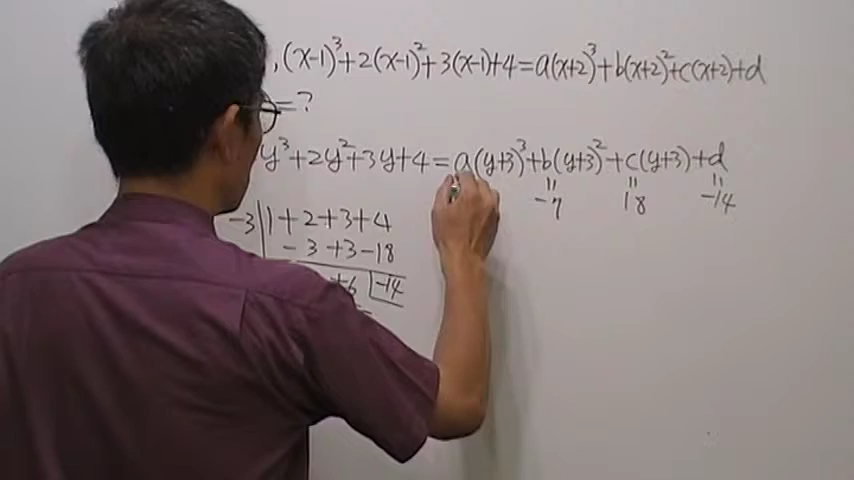 , (x-1)³+2(x-1)²+3(x-1)+4=a(x+2)³+b(x+2)²+c(x+2)+d
=?
y³+2y²+3y+4=a(y+3)³+b(y+3)²+c(y+3)+d
-7 18 -14
-3 1+2+3+4
-3+3-18
+6 -14